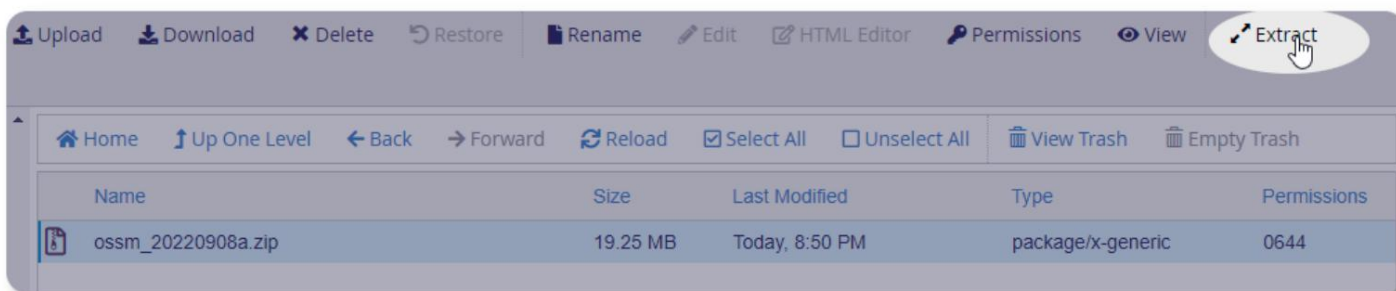 Upload Download Delete Restore Rename Edit HTML Editor Permissions View Extract
Home Up One Level Back Forward Reload Select All Unselect All View Trash Empty Trash
Name Size Last Modified Type Permissions
ossm_20220908a.zip 19.25 MB Today, 8:50 PM package/x-generic 0644